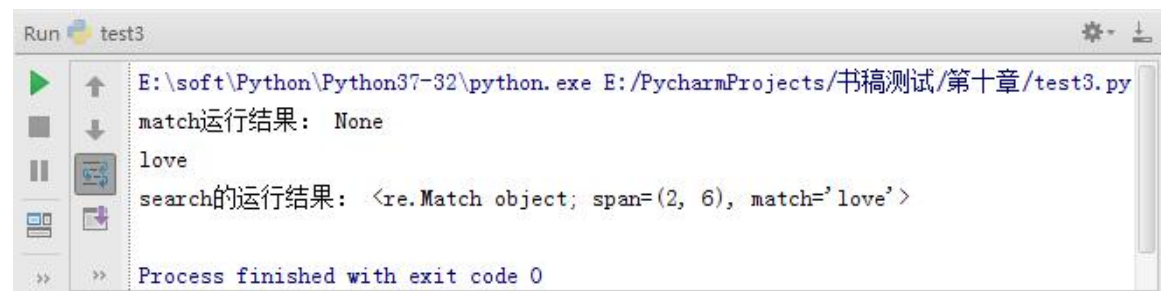 Run test3
E:\soft\Python\Python37-32\python.exe E:/PycharmProjects/书稿测试/第十章/test3.py
match运行结果： None
love
search的运行结果： <re.Match object; span=(2, 6), match='love'>
Process finished with exit code 0